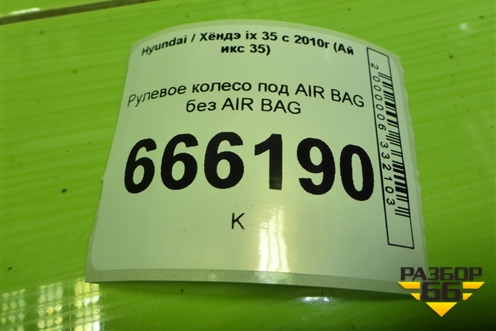 Hyundai / Хёндэ ix 35 с 2010г (Ай
икс 35)
Рулевое колесо под AIR BAG
без AIR BAG
666190
К
2000006332103
РАЗБОР
66